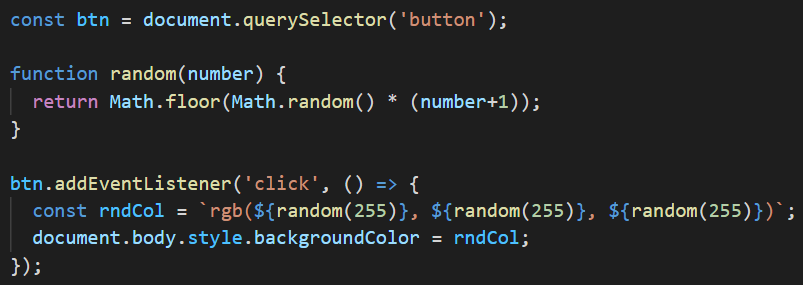 const btn = document.querySelector('button');
function random(number) {
return Math.floor(Math.random() * (number+1));
}
btn.addEventListener('click', () => {
const rndCol = `rgb(${random(255)}, ${random(255)}, ${random(255)})`;
document.body.style.backgroundColor = rndCol;
});